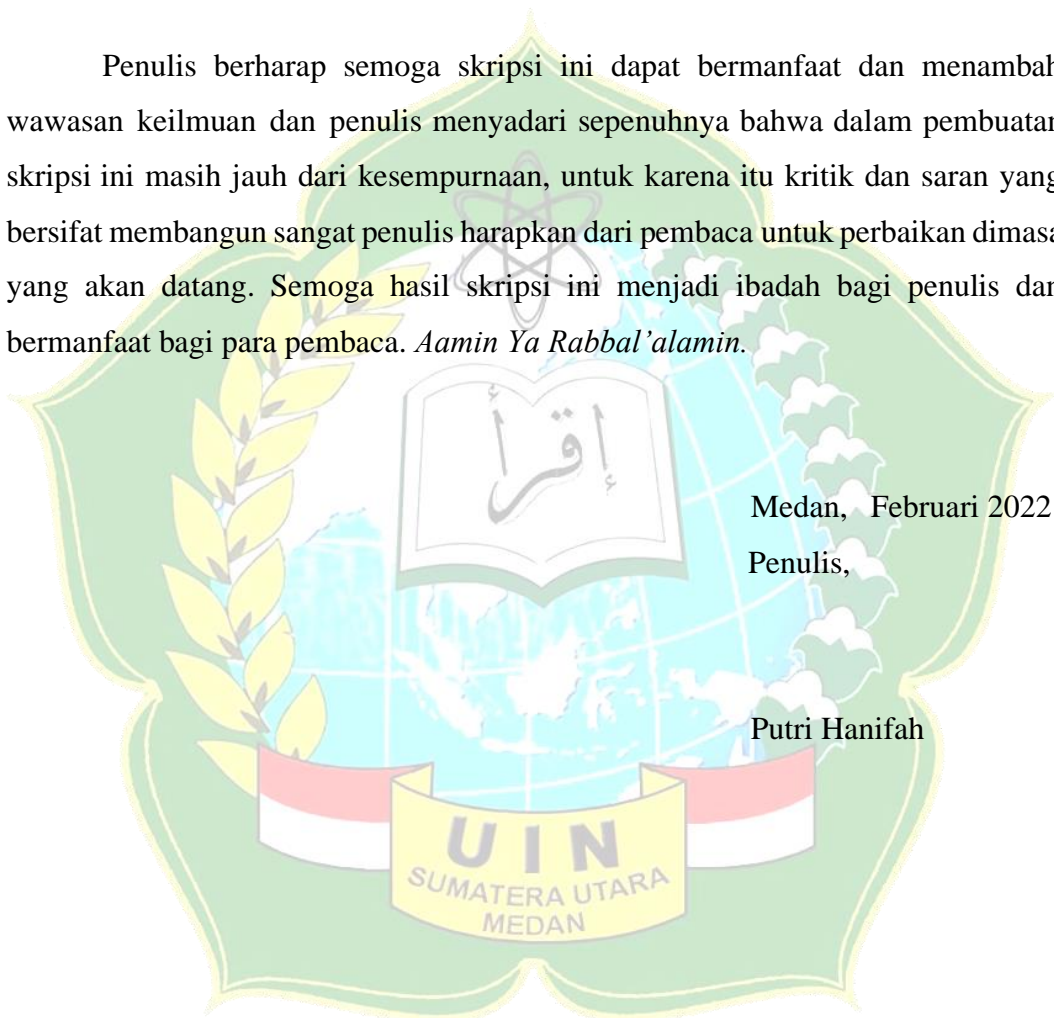 Penulis berharap semoga skripsi ini dapat bermanfaat dan menambah
wawasan keilmuan dan penulis menyadari sepenuhnya bahwa dalam pembuatan
skripsi ini masih jauh dari kesempurnaan, untuk karena itu kritik dan saran yang
bersifat membangun sangat penulis harapkan dari pembaca untuk perbaikan dimasa
yang akan datang. Semoga hasil skripsi ini menjadi ibadah bagi penulis dan
bermanfaat bagi para pembaca. Aamin Ya Rabbal’alamin.
إقرأ
Medan, Februari 2022
Penulis,
Putri Hanifah
UIN
SUMATERA UTARA
MEDAN